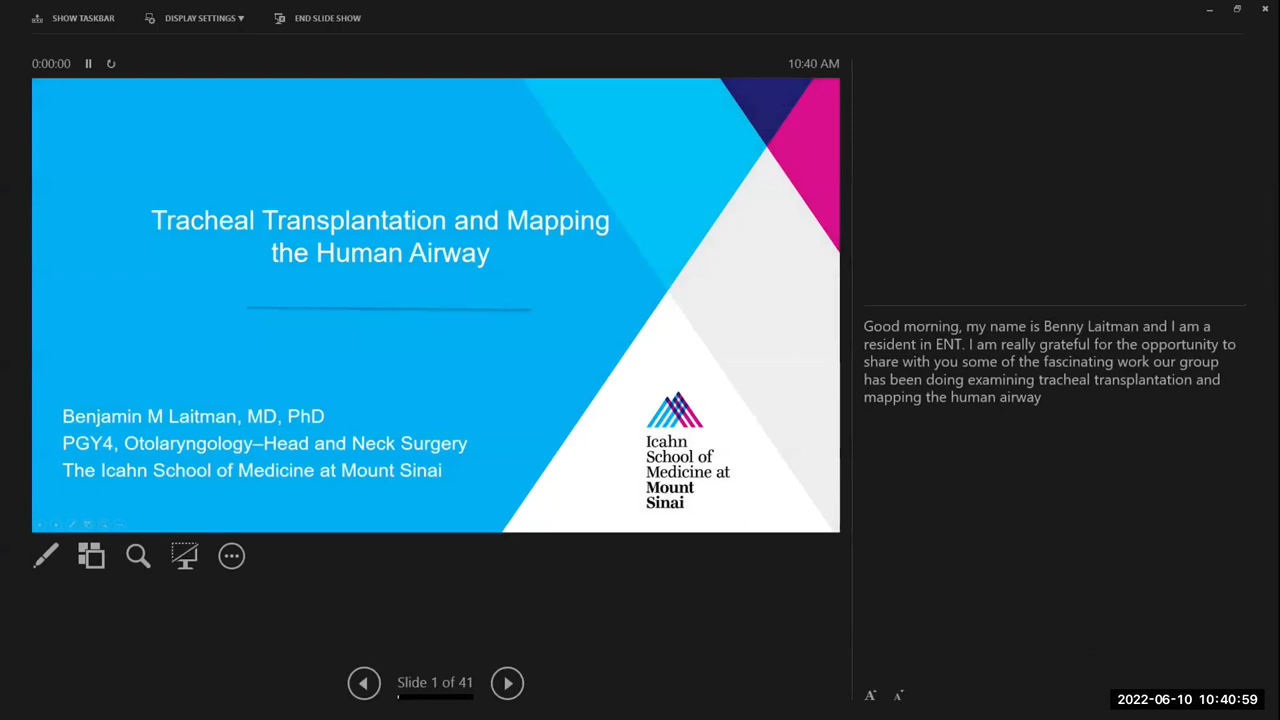 SHOW TASKBAR
DISPLAY SETTINGS ▼
END SLIDE SHOW
0:00:00
10:40 AM
Tracheal Transplantation and Mapping
the Human Airway
Benjamin M Laitman, MD, PhD
PGY4, Otolaryngology–Head and Neck Surgery
The Icahn School of Medicine at Mount Sinai
Icahn
School of
Medicine at
Mount
Sinai
Good morning, my name is Benny Laitman and I am a
resident in ENT. I am really grateful for the opportunity to
share with you some of the fascinating work our group
has been doing examining tracheal transplantation and
mapping the human airway
Slide 1 of 41
A A
2022-06-10 10:40:59